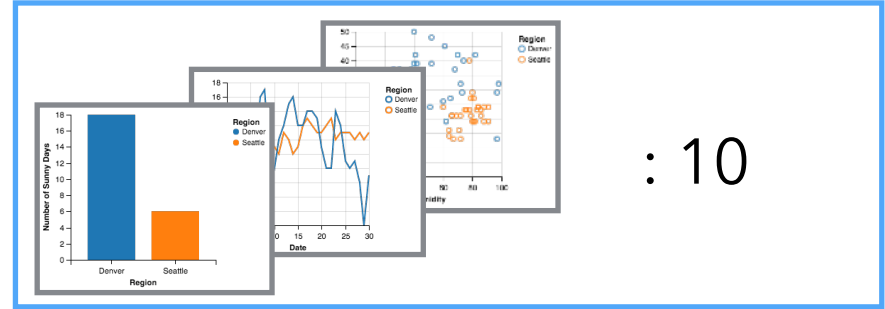 50
45
40
Region
Denver
Seattle
60
80
100
18
16
Region
Denver
Seattle
10
15
20
25
30
Date
18
16
14
12
10
8
6
4
2
0
Number of Sunny Days
Region
Denver
Seattle
Denver
Seattle
Region
: 10